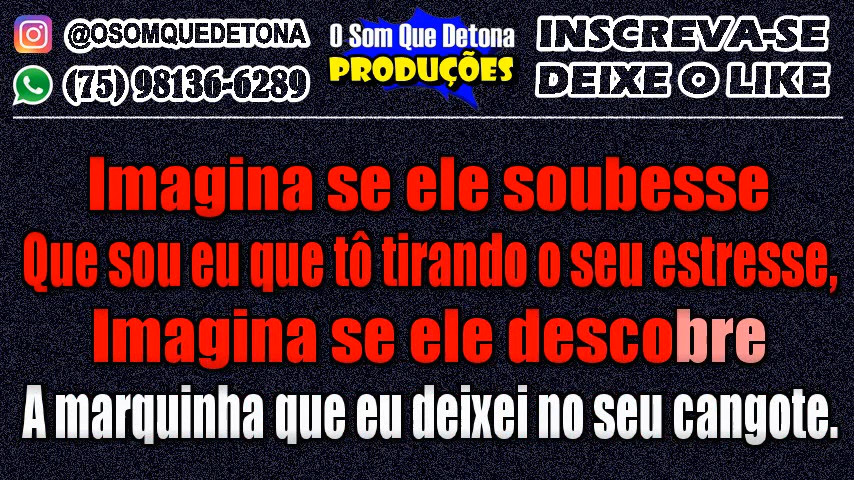 @OSOMQUEDETONA
(75) 98136-6289
O Som Que Detona
PRODUÇÕES
INSCREVA-SE
DEIXE O LIKE
Imagina se ele soubesse
Que sou eu que tô tirando o seu estresse,
Imagina se ele descobre
A marquinha que eu deixei no seu cangote.